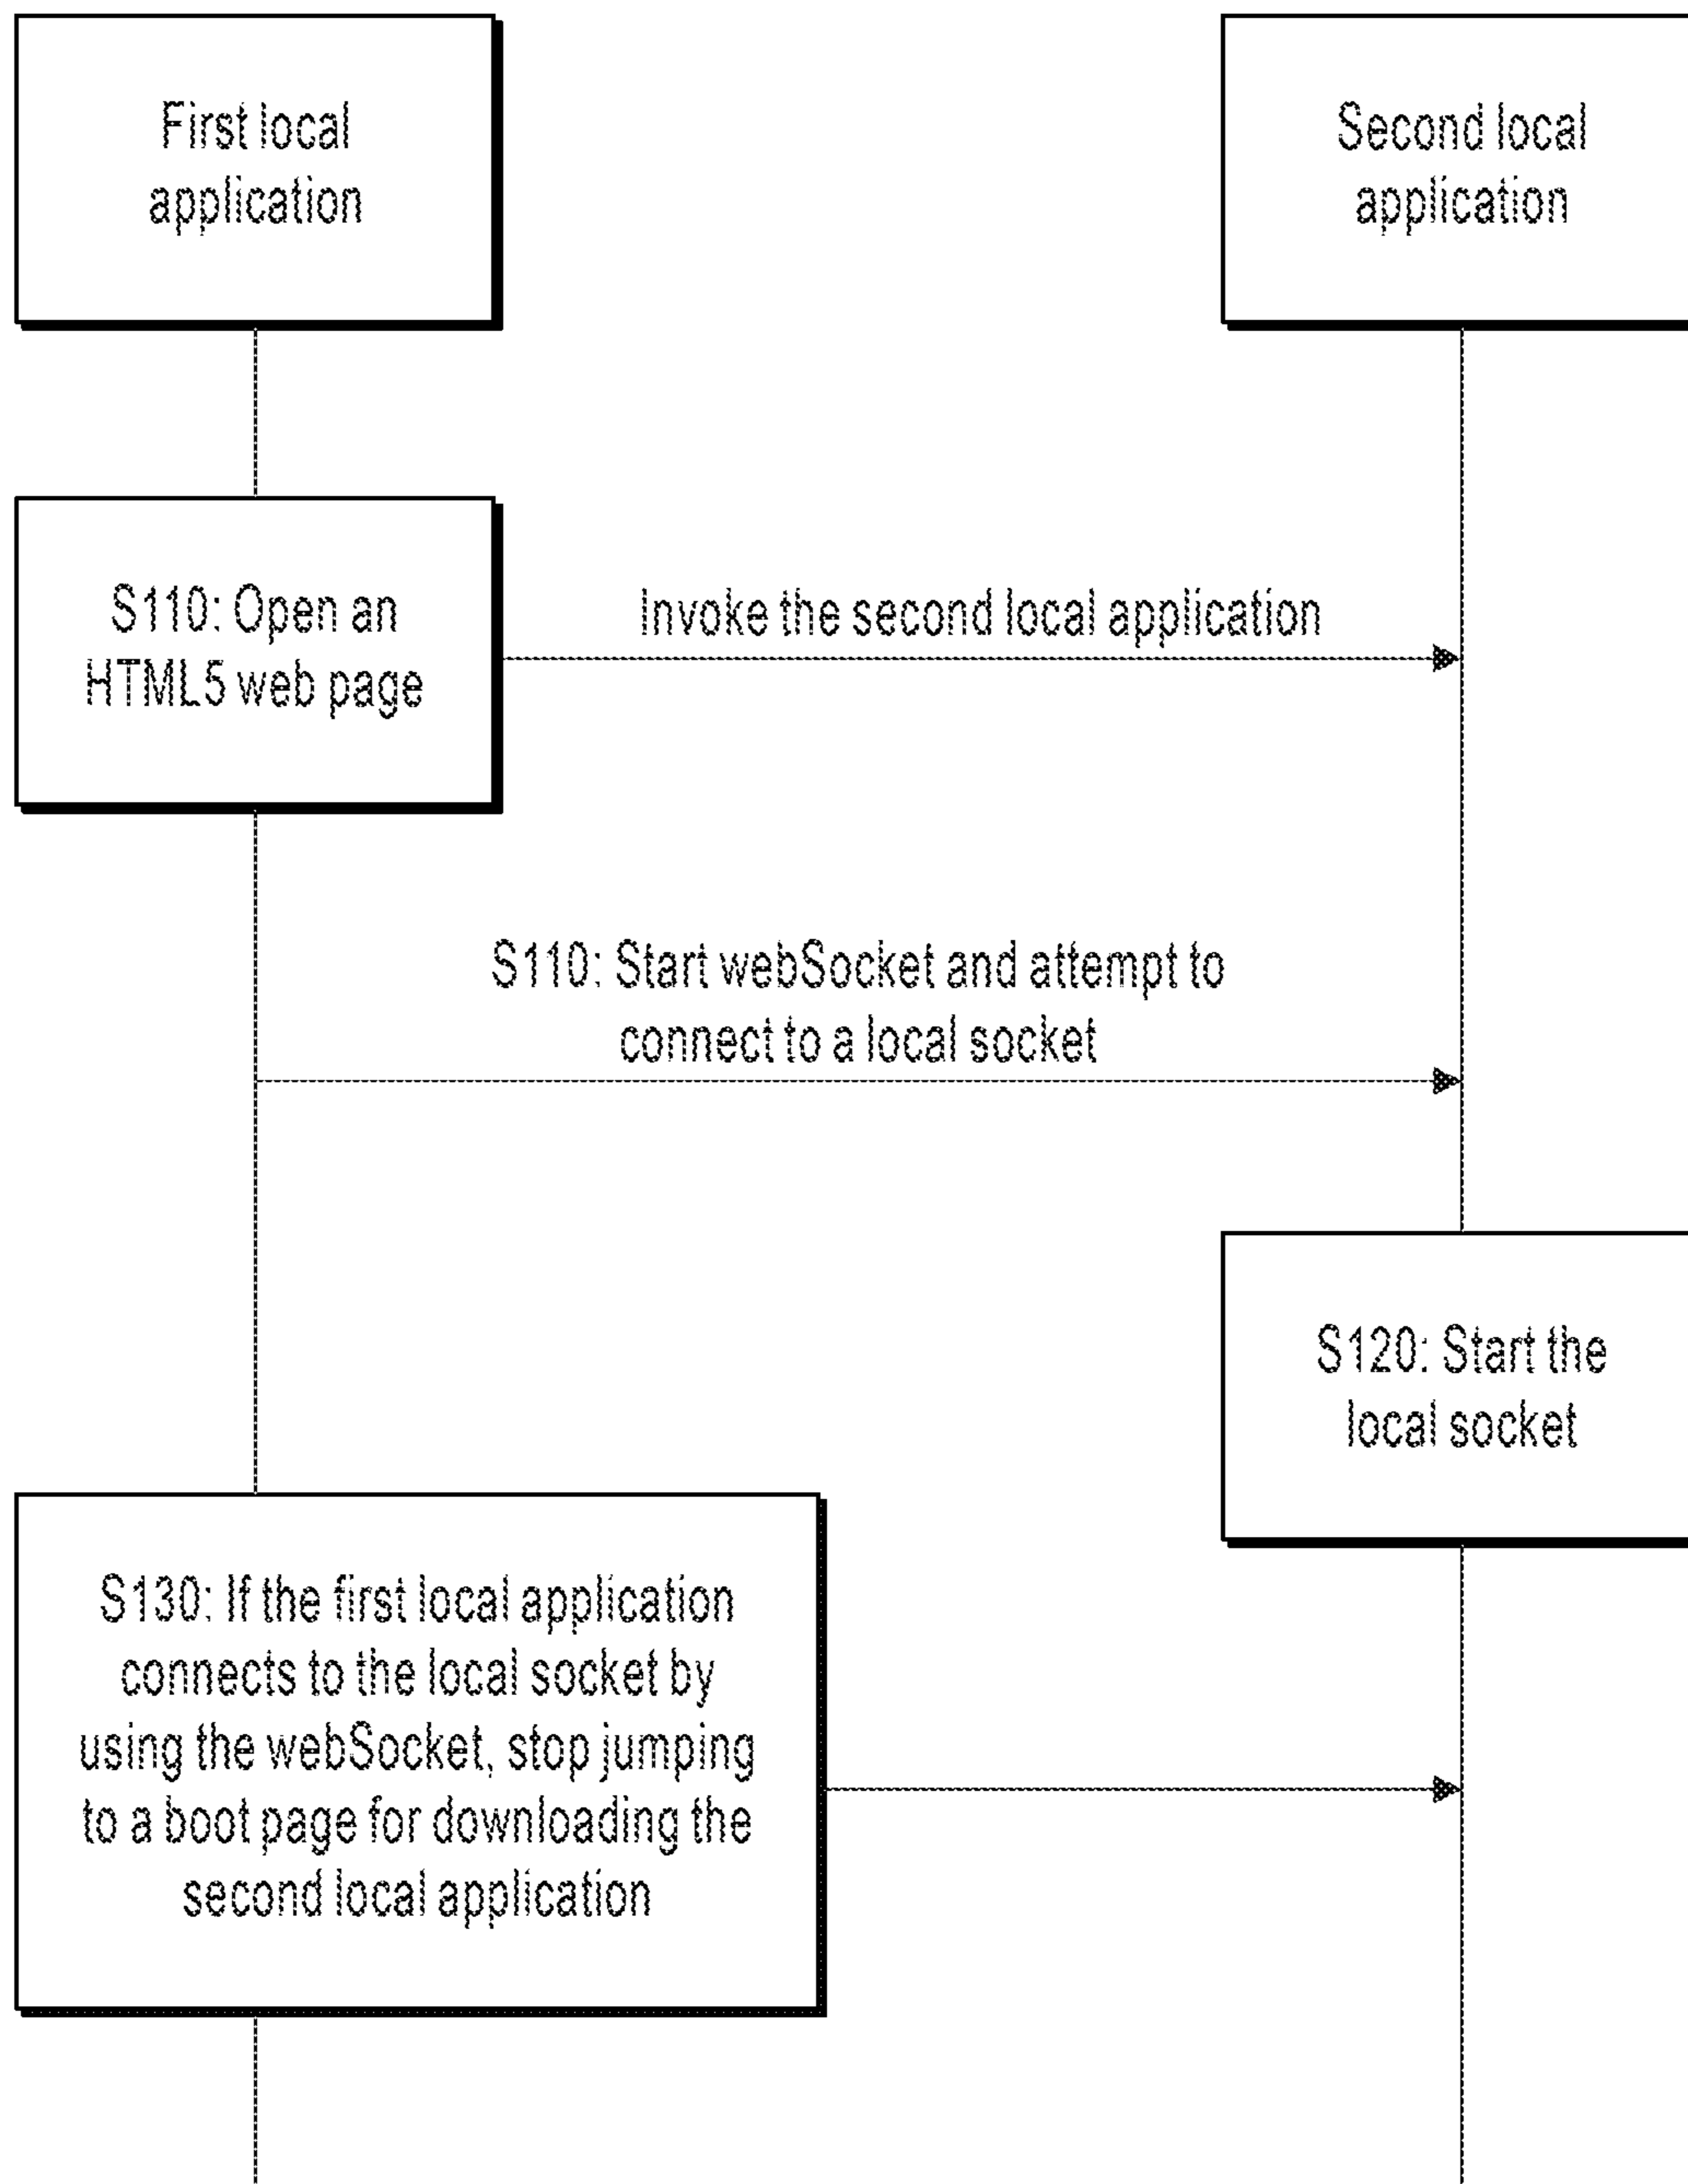 First local
application
Second local
application
S110: Open an
HTML5 web page
Invoke the second local application
S110: Start webSocket and attempt to
connect to a local socket
S120: Start the
local socket
S130: If the first local application
connects to the local socket by
using the webSocket, stop jumping
to a boot page for downloading the
second local application